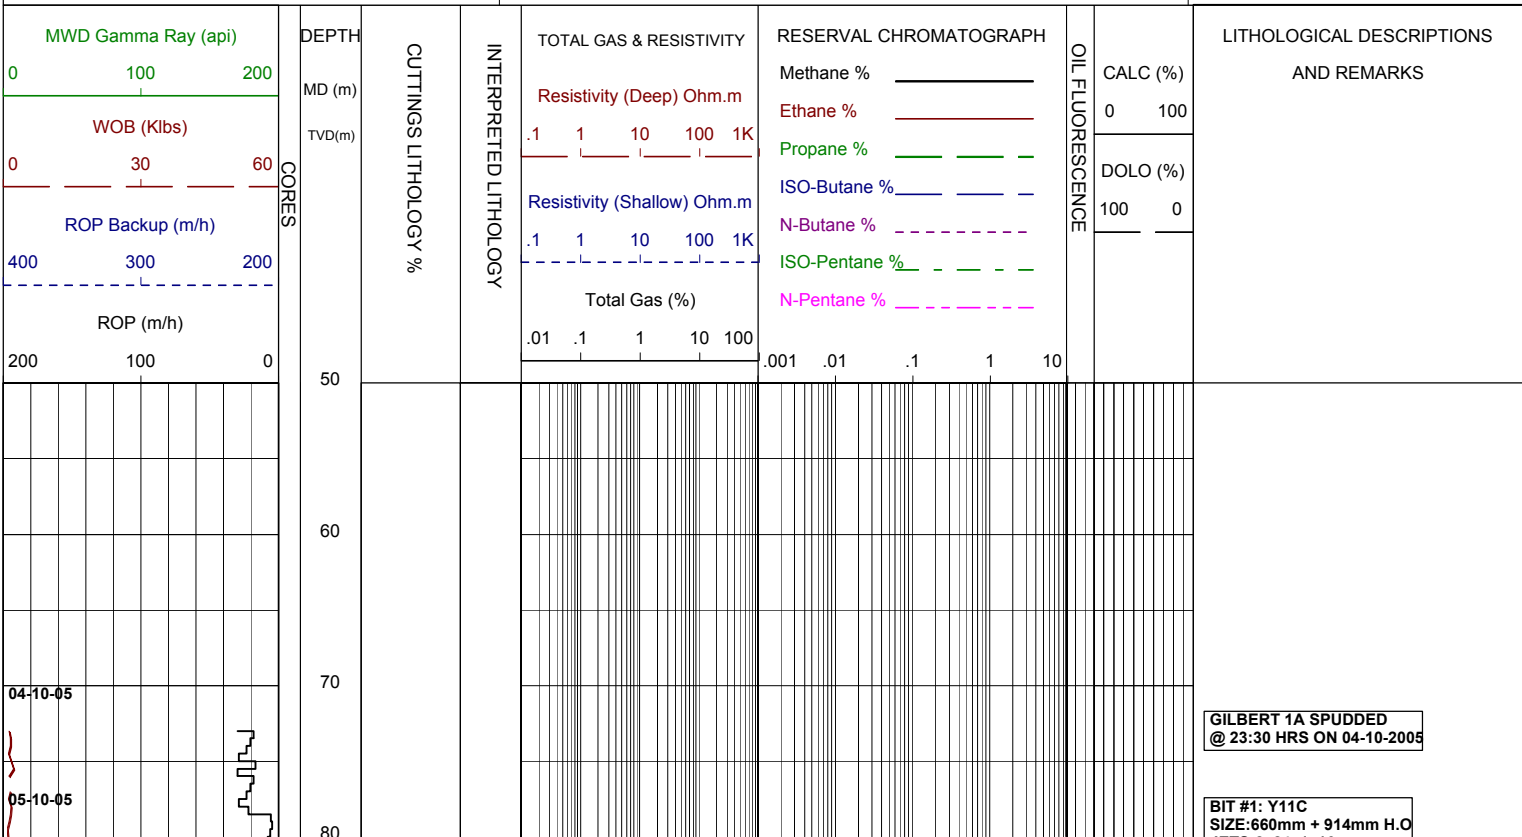 MWD Gamma Ray (api)
0 100 200
WOB (Klbs)
0 30 60
ROP Backup (m/h)
400 300 200
ROP (m/h)
200 100 0
CORES
DEPTH
MD (m)
TVD(m)
CUTTINGS LITHOLOGY %
INTERPRETED LITHOLOGY
TOTAL GAS & RESISTIVITY
Resistivity (Deep) Ohm.m
.1 1 10 100 1K
Resistivity (Shallow) Ohm.m
.1 1 10 100 1K
Total Gas (%)
.01 .1 1 10 100
RESERVAL CHROMATOGRAPH
Methane %
Ethane %
Propane %
ISO-Butane %
N-Butane %
ISO-Pentane %
N-Pentane %
.001 .01 .1 1 10
OIL FLUORESCENCE
CALC (%)
0 100
DOLO (%)
100 0
LITHOLOGICAL DESCRIPTIONS
AND REMARKS
50
60
70
04-10-05
GILBERT 1A SPUDDED
@ 23:30 HRS ON 04-10-2005
05-10-05
BIT #1: Y11C
SIZE:660mm + 914mm H.O
80